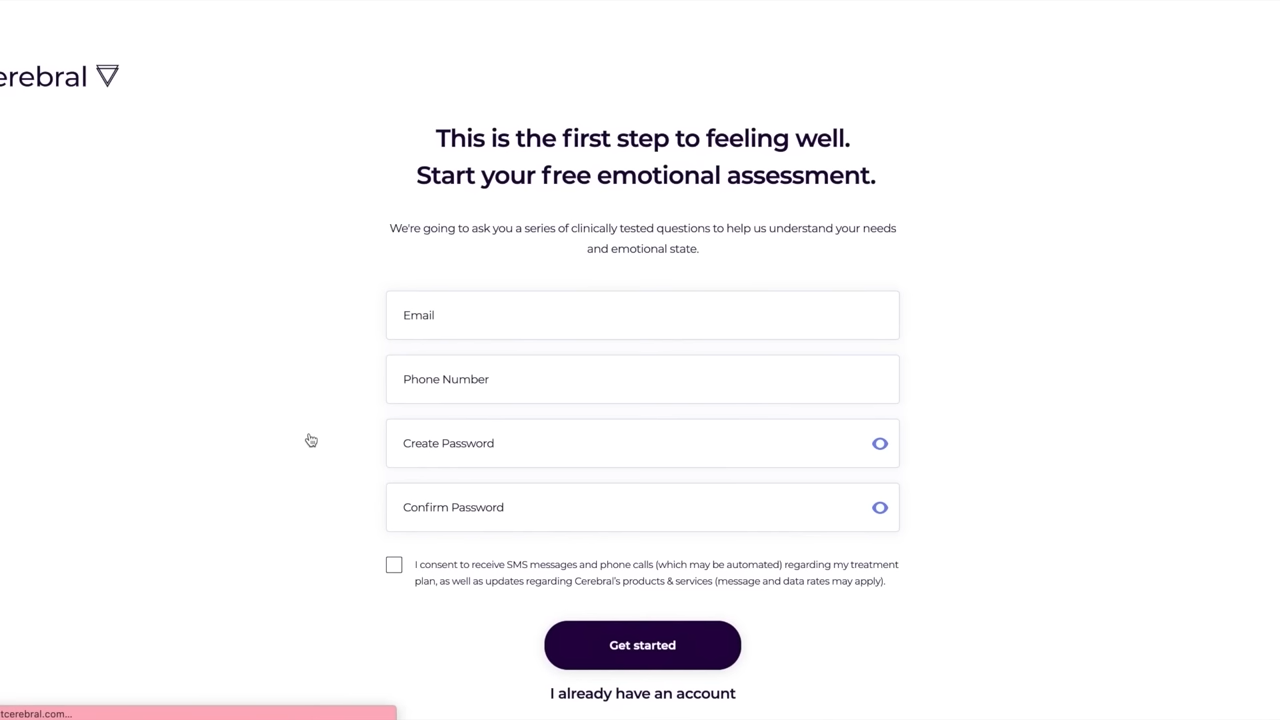 erebral
This is the first step to feeling well.
Start your free emotional assessment.
We're going to ask you a series of clinically tested questions to help us understand your needs
and emotional state.
Email
Phone Number
Create Password
Confirm Password
I consent to receive SMS messages and phone calls (which may be automated) regarding my treatment
plan, as well as updates regarding Cerebral's products & services (message and data rates may apply).
Get started
I already have an account
tcerebral.com...